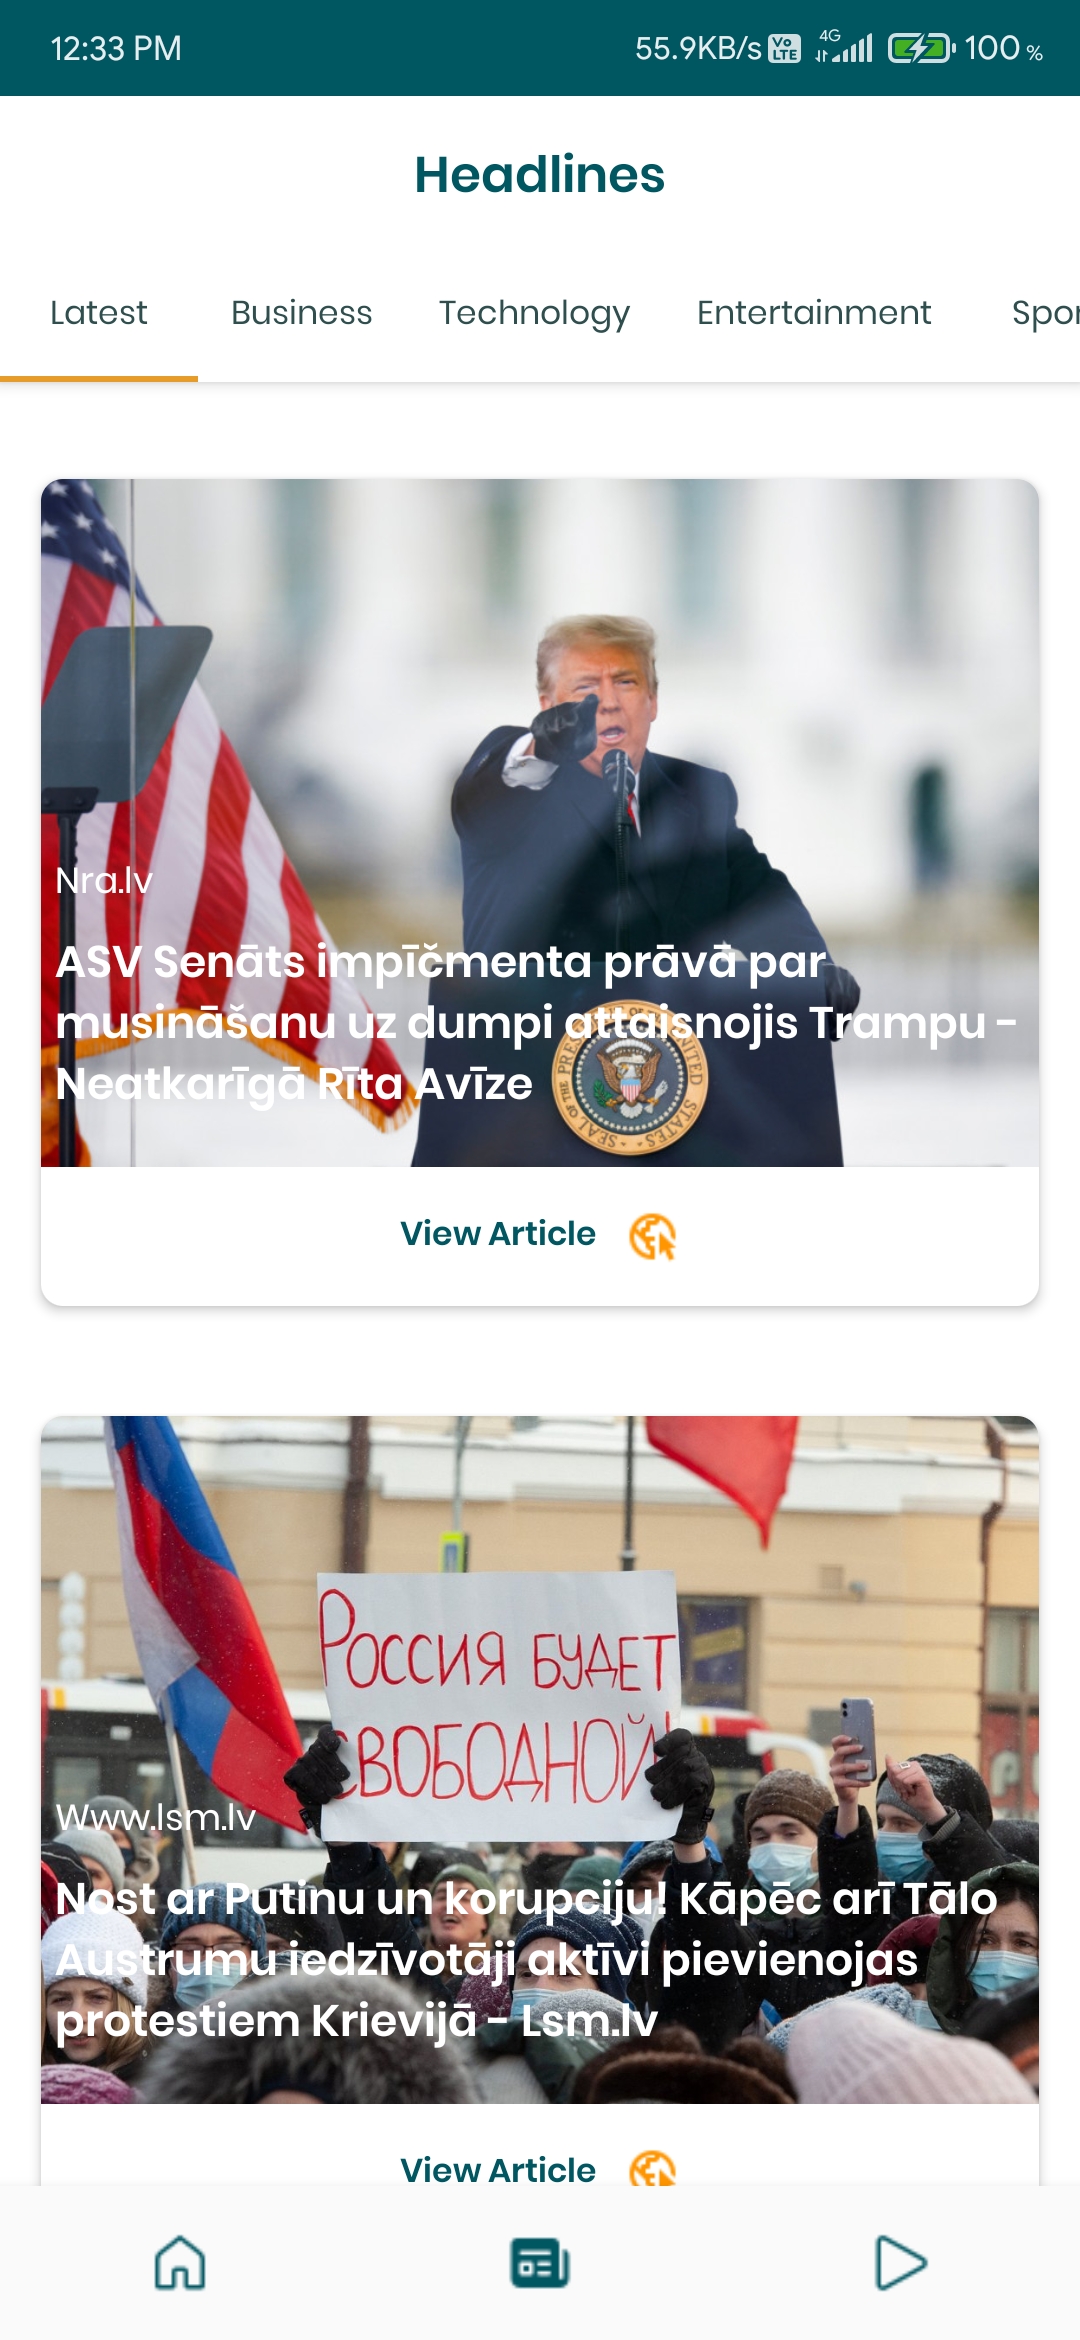 12:33 PM
55.9KB/s Vo LTE 4G 100 %
Headlines
Latest Business Technology Entertainment Spor
Nra.lv
ASV Senāts impīčmenta prāvā par
musināšanu uz dumpi attaisnojis Trampu -
Neatkarīgā Rīta Avīze
SEAL OF THE PRESIDENT OF THE UNITED STATES
View Article
РОССИЯ БУДЕТ
СВОБОДНОЙ!
Www.lsm.lv
Nost ar Putinu un korupciju! Kāpēc arī Tālo
Austrumu iedzīvotāji aktīvi pievienojas
protestiem Krievijā - Lsm.lv
View Article